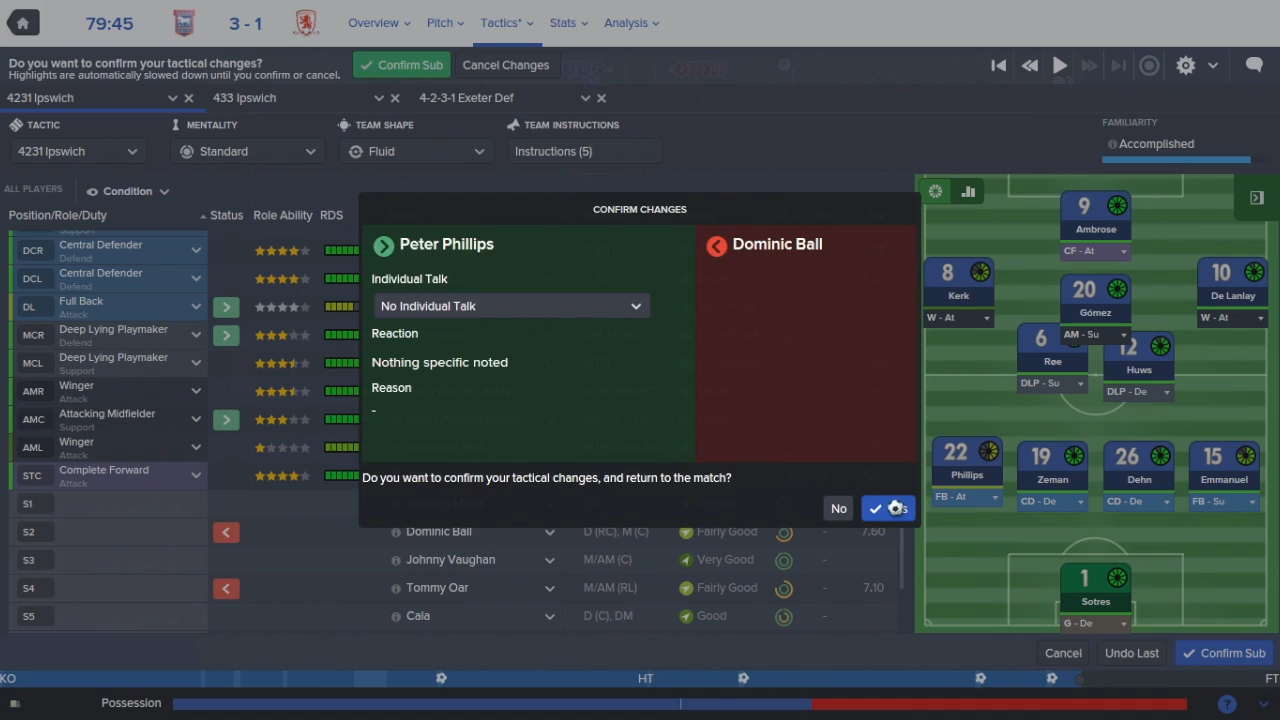 79:45
3 - 1
Overview
Pitch
Tactics*
Stats
Analysis
Do you want to confirm your tactical changes?
Highlights are automatically slowed down until you confirm or cancel.
Confirm Sub
Cancel Changes
4231 Ipswich
433 Ipswich
4-2-3-1 Exeter Def
TACTIC
MENTALITY
TEAM SHAPE
TEAM INSTRUCTIONS
FAMILIARITY
4231 Ipswich
Standard
Fluid
Instructions (5)
Accomplished
ALL PLAYERS
Condition
Position/Role/Duty
Status
Role Ability
RDS
DCR
Central Defender
Defend
DCL
Central Defender
Defend
DL
Full Back
Attack
MCR
Deep Lying Playmaker
Defend
MCL
Deep Lying Playmaker
Support
AMR
Winger
Attack
AMC
Attacking Midfielder
Support
AML
Winger
Attack
STC
Complete Forward
Attack
S1
S2
Dominic Ball
D (RC), M (C)
Fairly Good
-
7.60
S3
Johnny Vaughan
M/AM (C)
Very Good
-
S4
Tommy Oar
M/AM (RL)
Fairly Good
-
7.10
S5
Cala
D (C), DM
Good
-
CONFIRM CHANGES
Peter Phillips
Dominic Ball
Individual Talk
No Individual Talk
Reaction
Nothing specific noted
Reason
-
Do you want to confirm your tactical changes, and return to the match?
No
9
Ambrose
CF - At
8
Kerk
W - At
20
Gómez
AM - Su
10
De Lanlay
W - At
6
Røe
DLP - Su
12
Huws
DLP - De
22
Phillips
FB - At
19
Zeman
CD - De
26
Dehn
CD - De
15
Emmanuel
FB - Su
1
Sotres
G - De
Cancel
Undo Last
Confirm Sub
KO
HT
FT
Possession
?